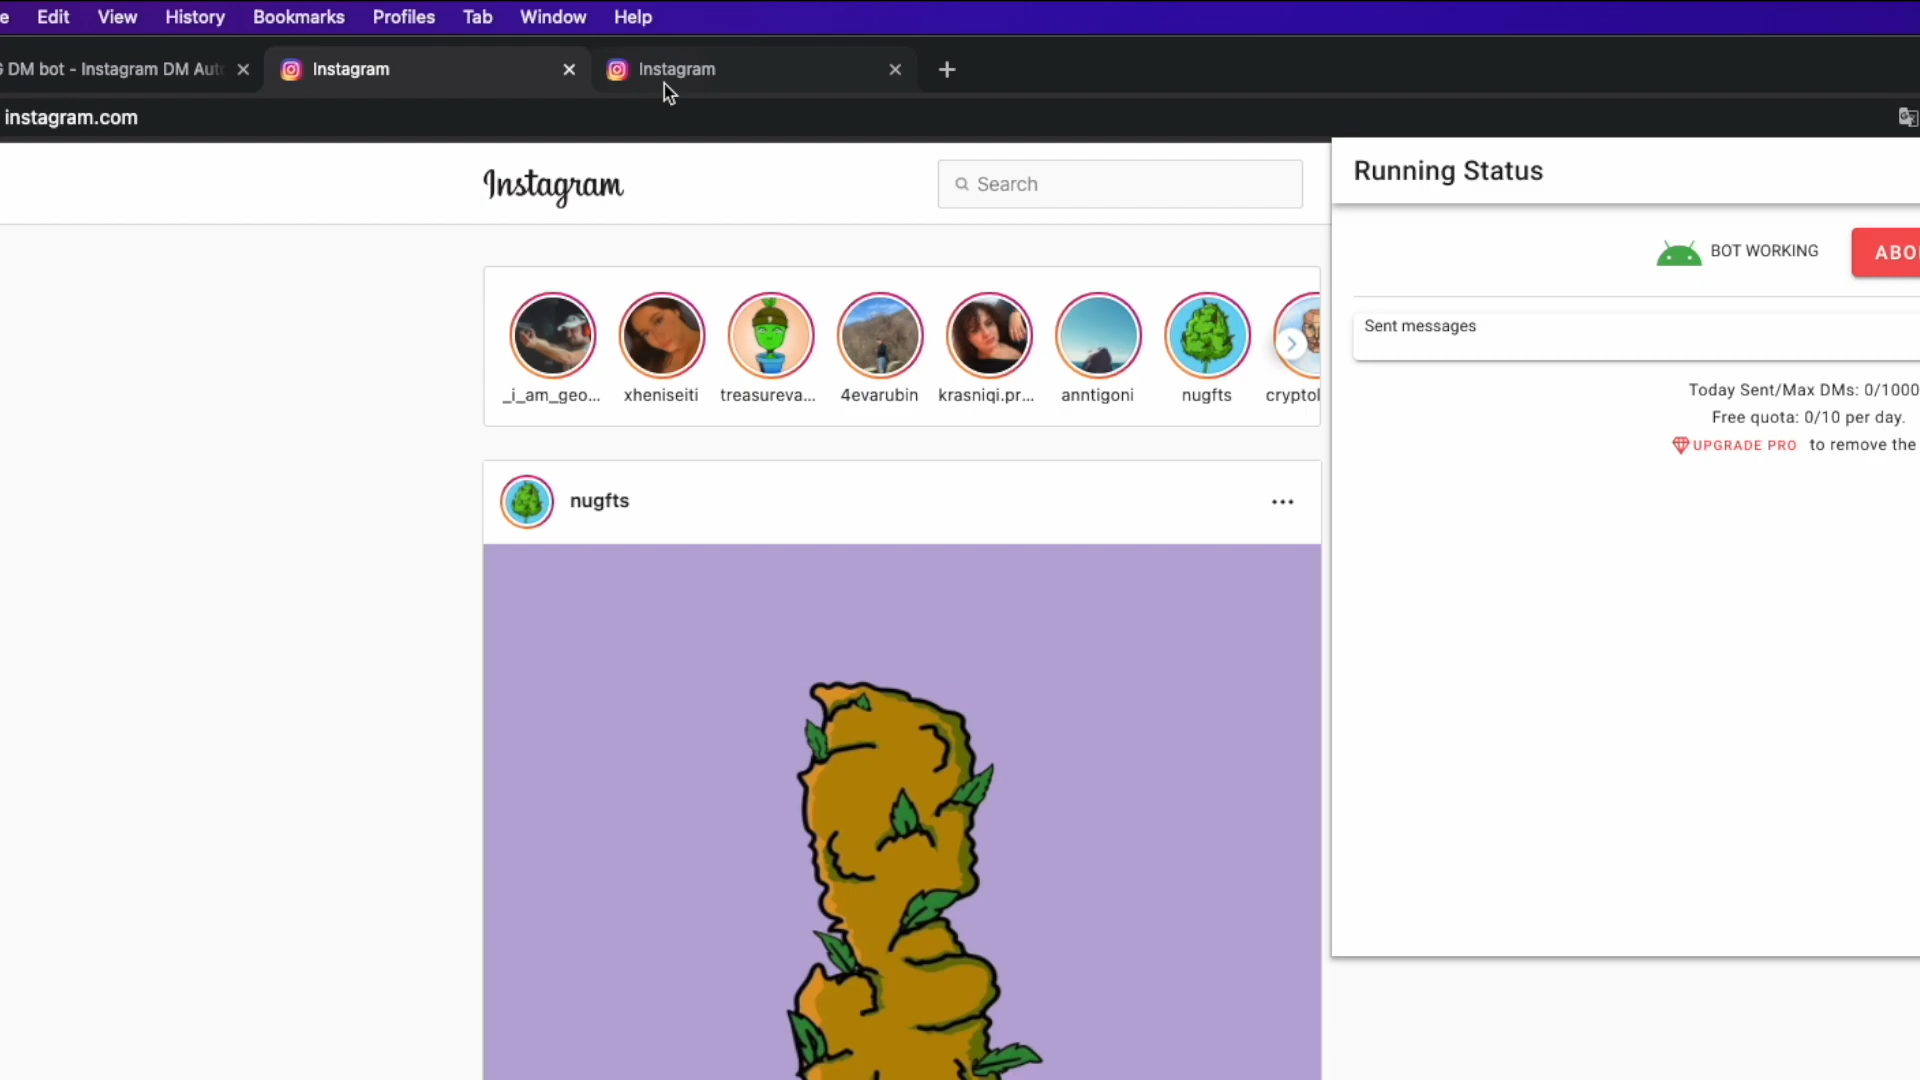 Edit View History Bookmarks Profiles Tab Window Help
DM bot - Instagram DM Aut
Instagram
Instagram
instagram.com
Instagram
Search
Running Status
BOT WORKING
ABO
Sent messages
Today Sent/Max DMs: 0/1000
Free quota: 0/10 per day.
UPGRADE PRO to remove the
_i_am_geo... xheniseiti treasureva... 4evarubin krasniqi.pr... anntigoni nugfts cryptol
nugfts